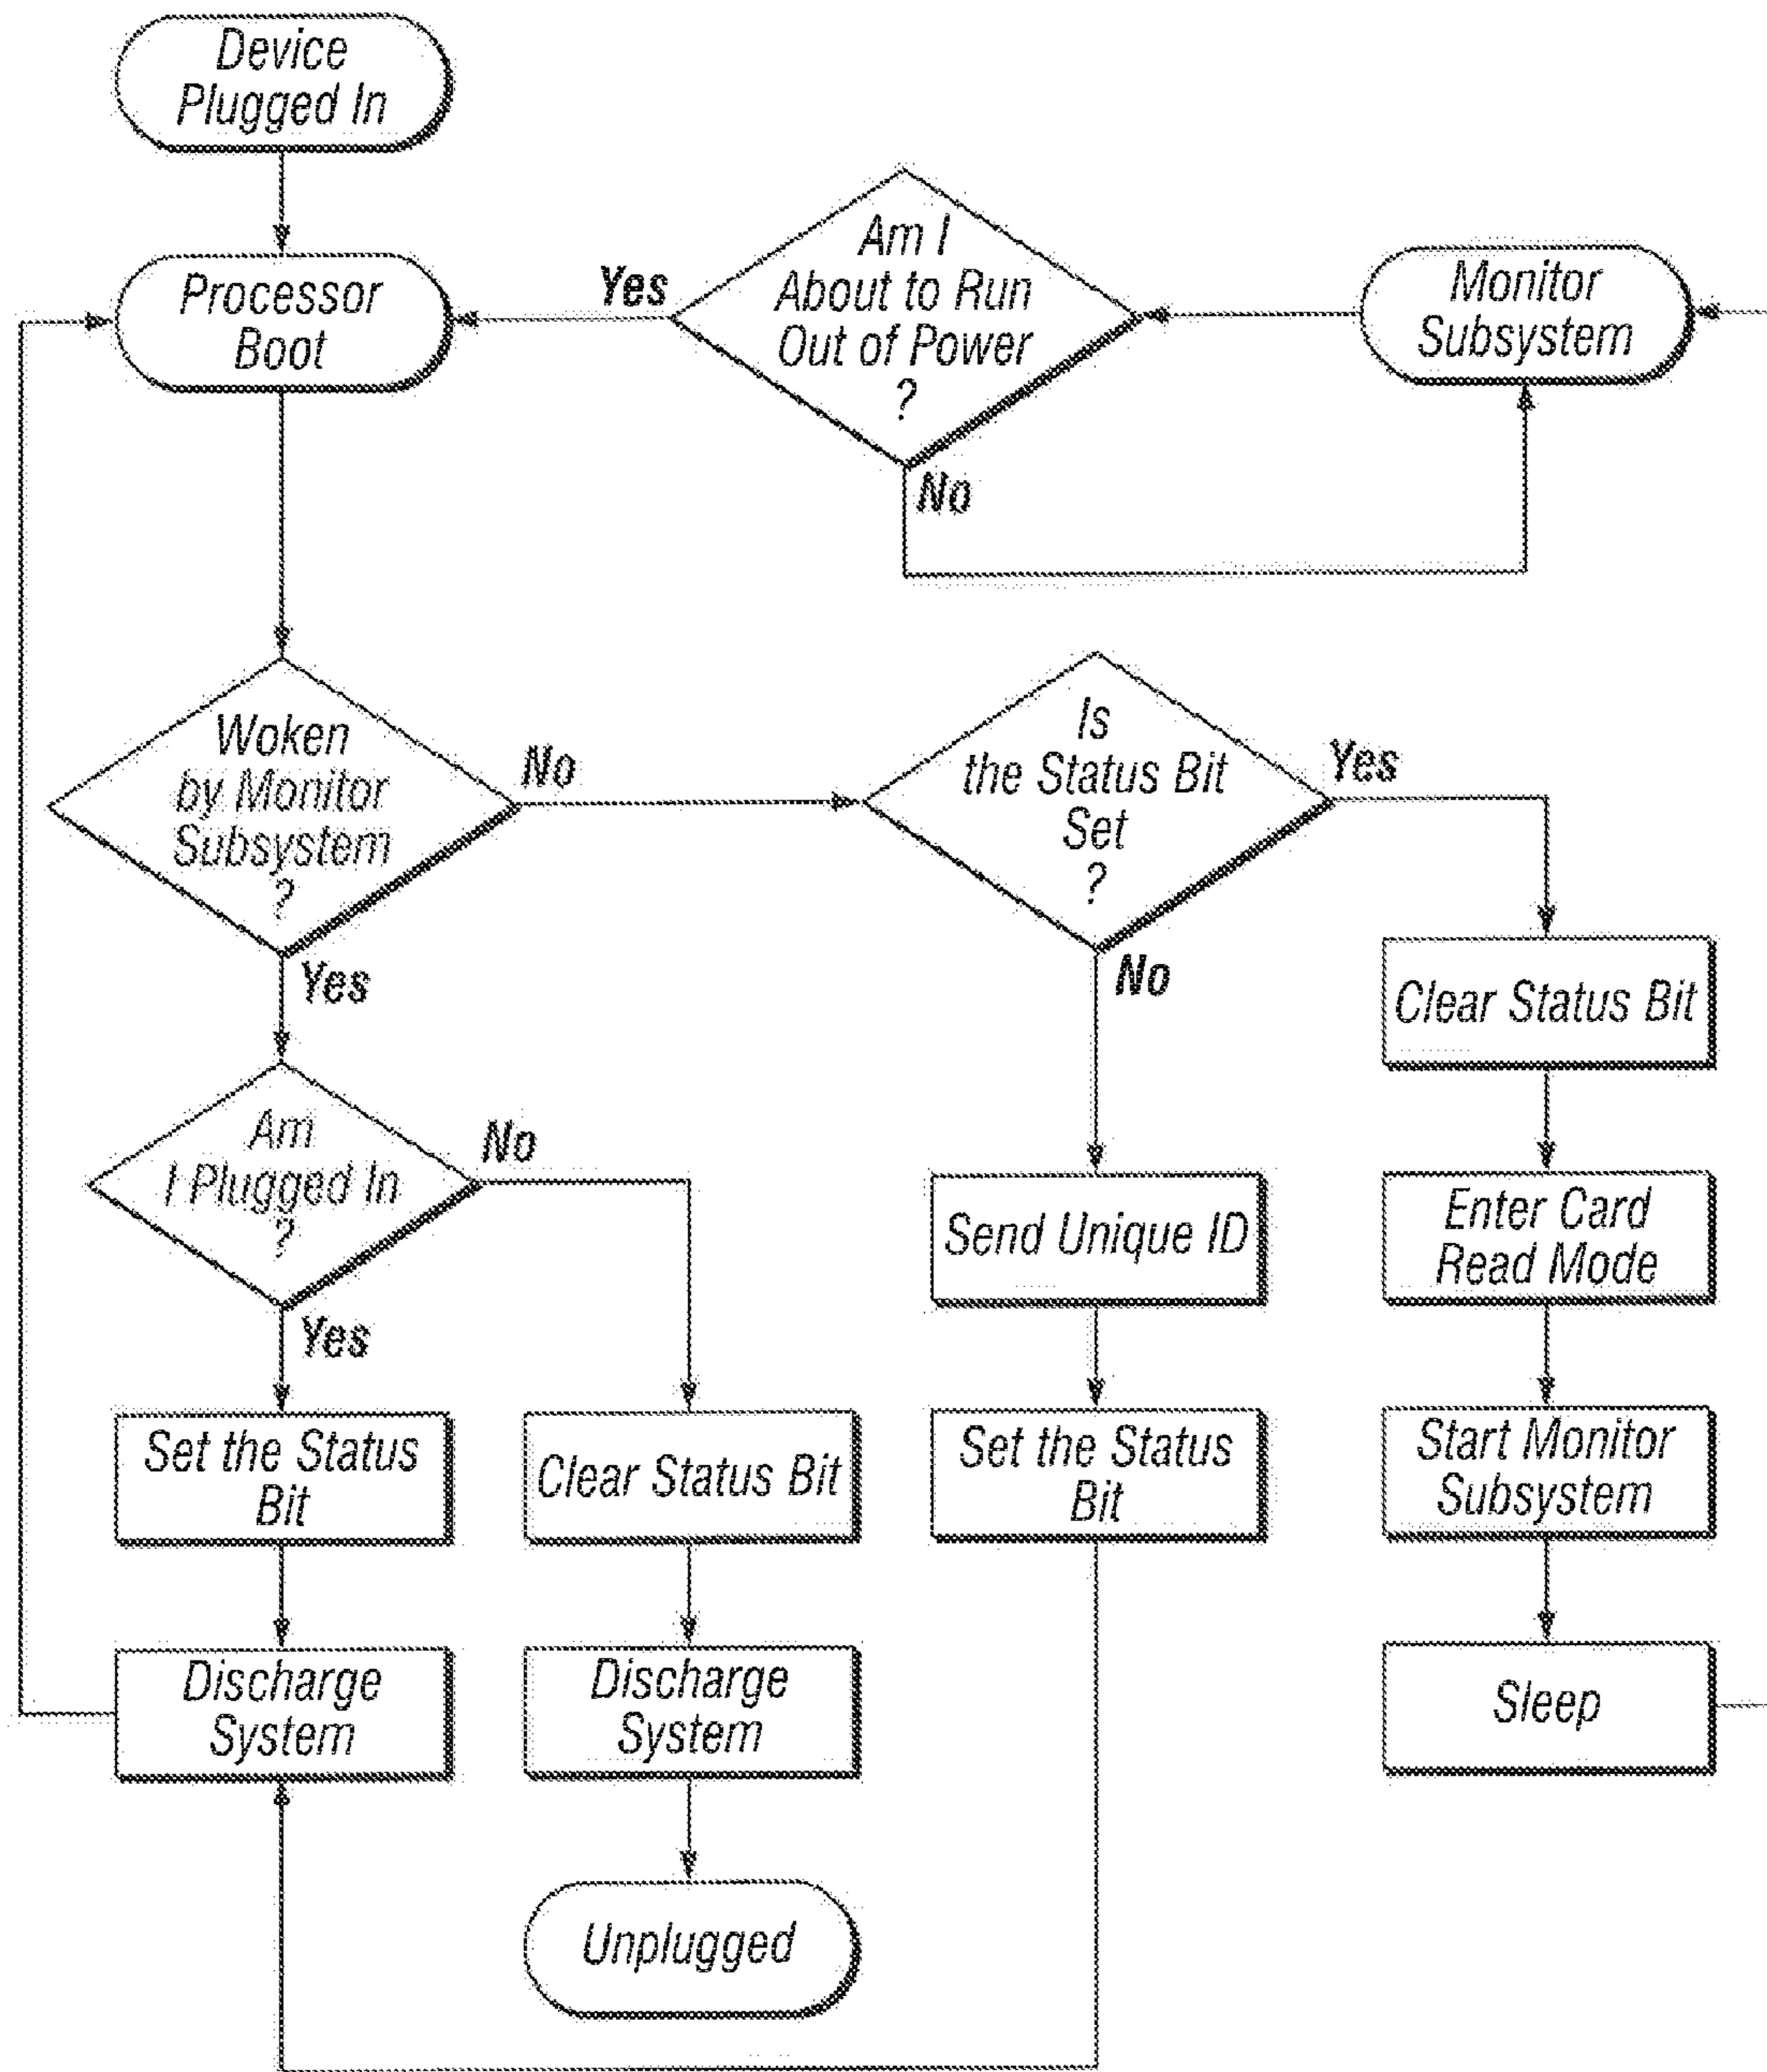 Device
Plugged In
Am I
About to Run
Out of Power
?
Yes
No
Monitor
Subsystem
Processor
Boot
Woken
by Monitor
Subsystem
?
No
Yes
Is
the Status Bit
Set
?
Yes
No
Clear Status Bit
Am
I Plugged In
?
No
Yes
Send Unique ID
Enter Card
Read Mode
Set the Status
Bit
Clear Status Bit
Set the Status
Bit
Start Monitor
Subsystem
Discharge
System
Discharge
System
Sleep
Unplugged